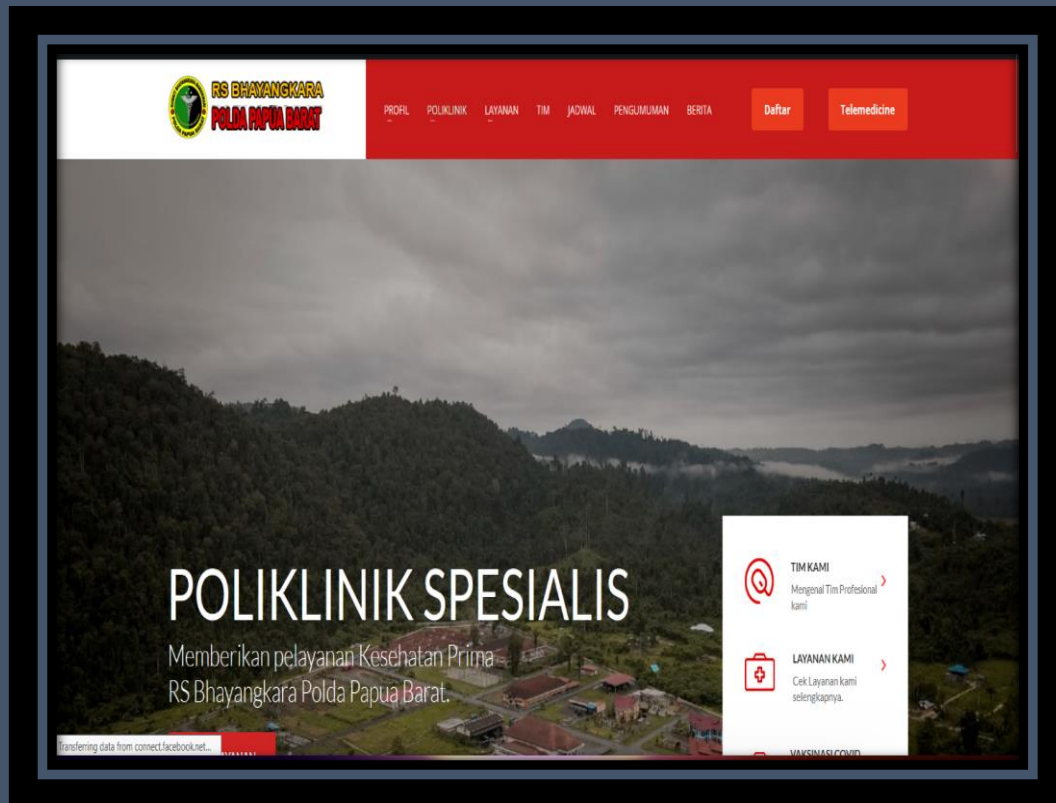 RS BHAYANGKARA
POLDA PAPUA BARAT
PROFIL POLIKLINIK LAYANAN TIM JADWAL PENGUMUMAN BERITA Daftar Telemedicine
POLIKLINIK SPESIALIS
Memberikan pelayanan Kesehatan Prima
RS Bhayangkara Polda Papua Barat.
TIM KAMI
Mengenal Tim Profesional
kami
LAYANAN KAMI
Cek Layanan kami
selengkapnya.
VAKSINASI COVID
Transferring data from connect.facebook.net...